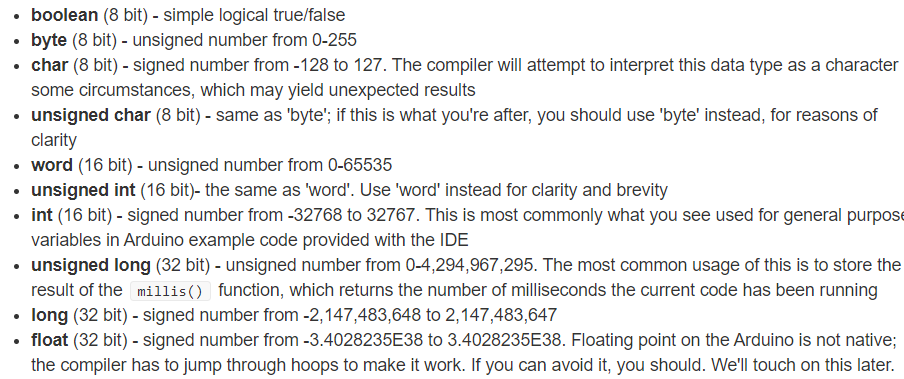 • boolean (8 bit) - simple logical true/false
• byte (8 bit) - unsigned number from 0-255
• char (8 bit) - signed number from -128 to 127. The compiler will attempt to interpret this data type as a character
some circumstances, which may yield unexpected results
• unsigned char (8 bit) - same as 'byte'; if this is what you're after, you should use 'byte' instead, for reasons of
clarity
• word (16 bit) - unsigned number from 0-65535
• unsigned int (16 bit)- the same as 'word'. Use 'word' instead for clarity and brevity
• int (16 bit) - signed number from -32768 to 32767. This is most commonly what you see used for general purpose
variables in Arduino example code provided with the IDE
• unsigned long (32 bit) - unsigned number from 0-4,294,967,295. The most common usage of this is to store the
result of the millis() function, which returns the number of milliseconds the current code has been running
• long (32 bit) - signed number from -2,147,483,648 to 2,147,483,647
• float (32 bit) - signed number from -3.4028235E38 to 3.4028235E38. Floating point on the Arduino is not native;
the compiler has to jump through hoops to make it work. If you can avoid it, you should. We'll touch on this later.